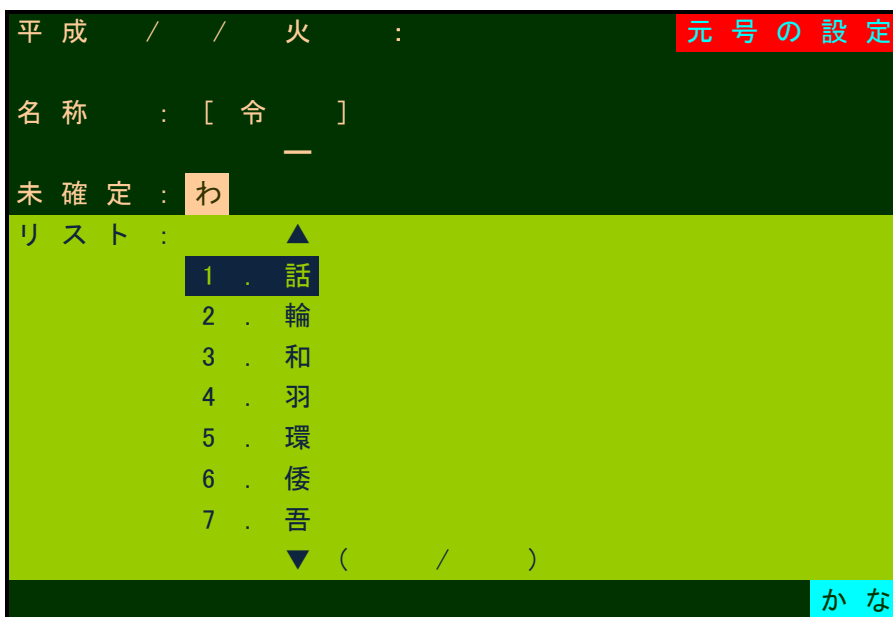 平成 / / 火 : 元号の設定
名称 : [ 令 ]
未確定 : わ
リスト : ▲
1 . 話
2 . 輪
3 . 和
4 . 羽
5 . 環
6 . 倭
7 . 吾
▼ ( / )
かな